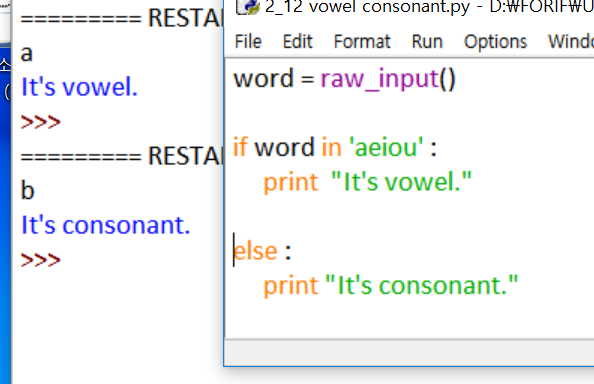 ========= RESTA
a
It's vowel.
>>>
========= RESTA
b
It's consonant.
>>>
2_12 vowel consonant.py - D:₩FORIF₩U
File Edit Format Run Options Windo
word = raw_input()
if word in 'aeiou' :
print "It's vowel."
else :
print "It's consonant."